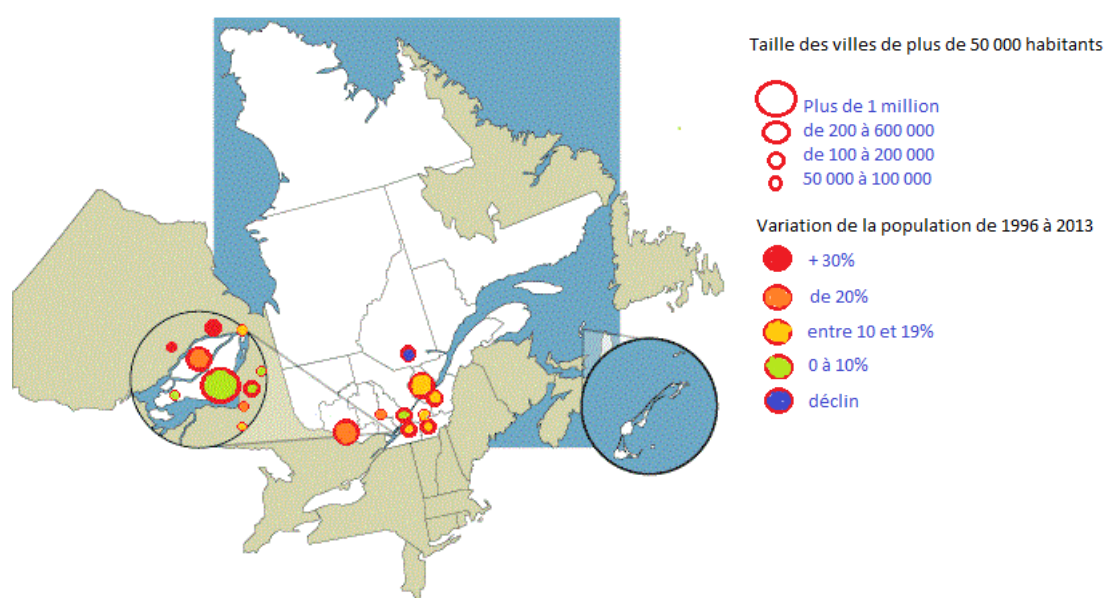 Taille des villes de plus de 50 000 habitants
Plus de 1 million
de 200 à 600 000
de 100 à 200 000
50 000 à 100 000
Variation de la population de 1996 à 2013
+ 30%
de 20%
entre 10 et 19%
0 à 10%
déclin